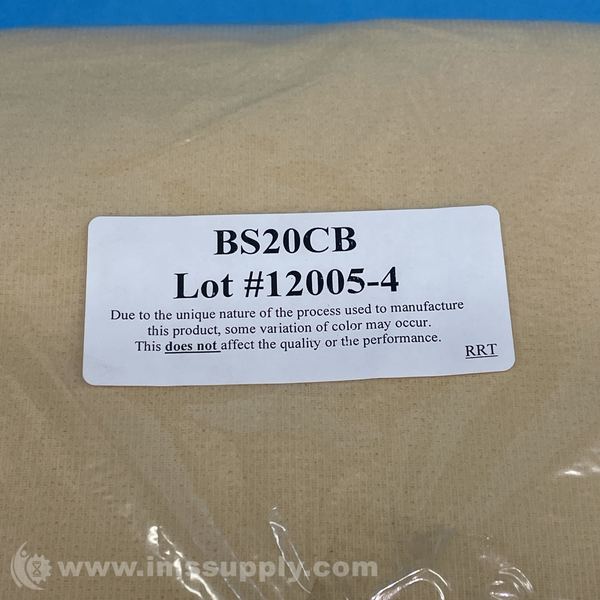 BS20CB
Lot #12005-4
Due to the unique nature of the process used to manufacture
this product, some variation of color may occur.
This does not affect the quality or the performance.
RRT
www.imssupply.com